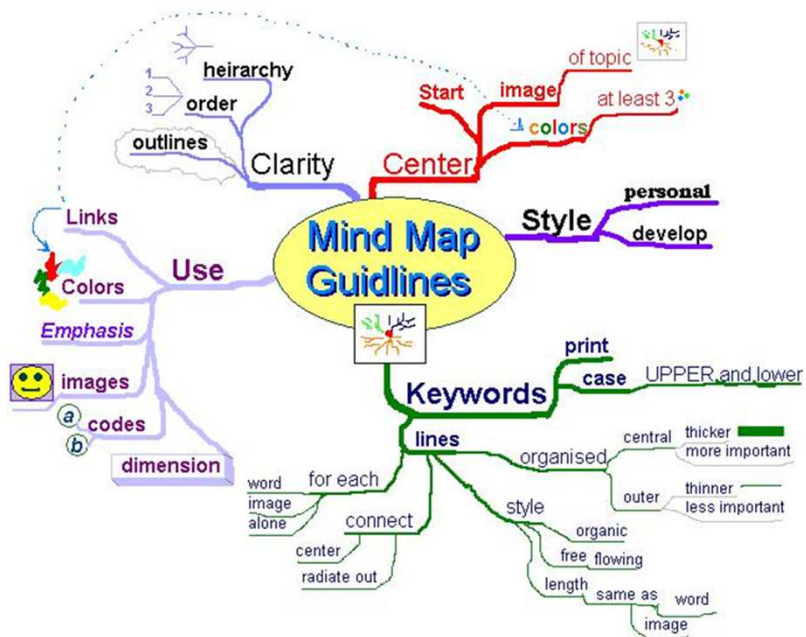 Mind Map
Guidlines
Center
Start
image
of topic
colors
at least 3
Style
personal
develop
Keywords
print
case
UPPER and lower
lines
organised
central
thicker
more important
outer
thinner
less important
style
organic
free flowing
length
same as
word
image
connect
center
radiate out
for each
word
image
alone
Use
Links
Colors
Emphasis
images
codes
a
b
dimension
Clarity
heirarchy
order
1
2
3
outlines